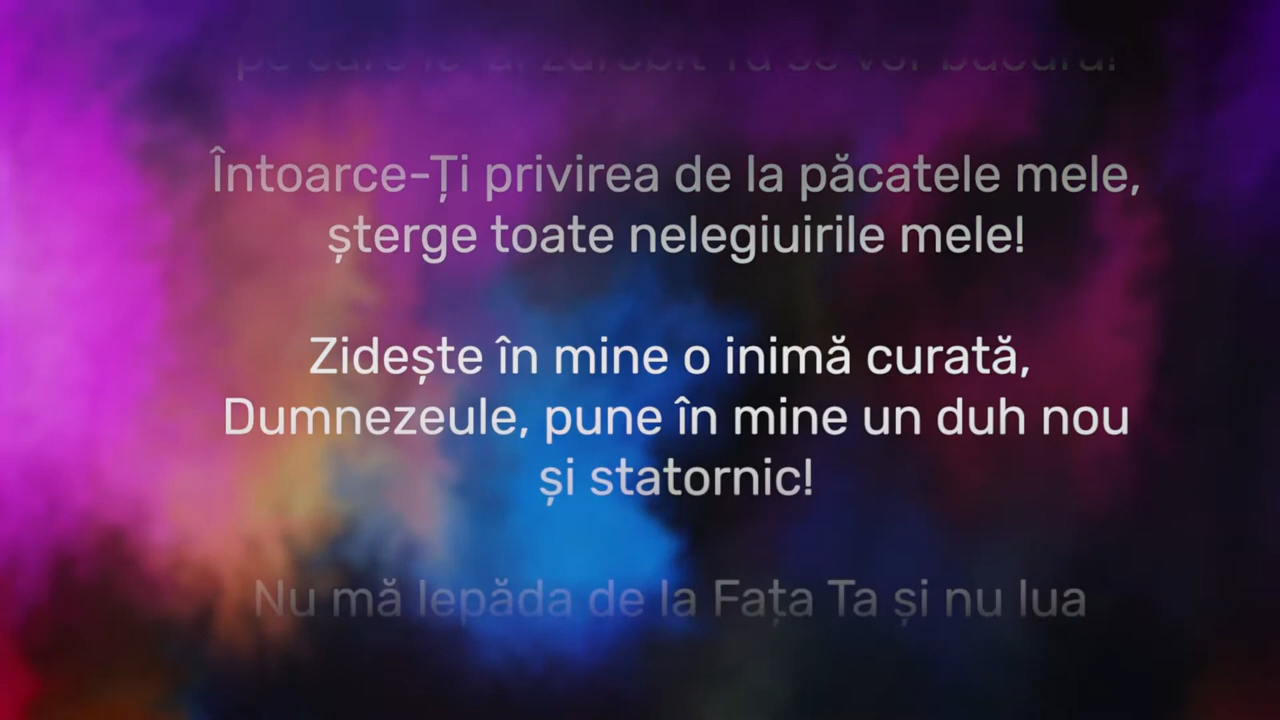 pe care le-ai zdrobit Tu se vor bucura!
Întoarce-Ți privirea de la păcatele mele,
șterge toate nelegiuirile mele!
Zidește în mine o inimă curată,
Dumnezeule, pune în mine un duh nou
și statornic!
Nu mă lepăda de la Fața Ta și nu lua